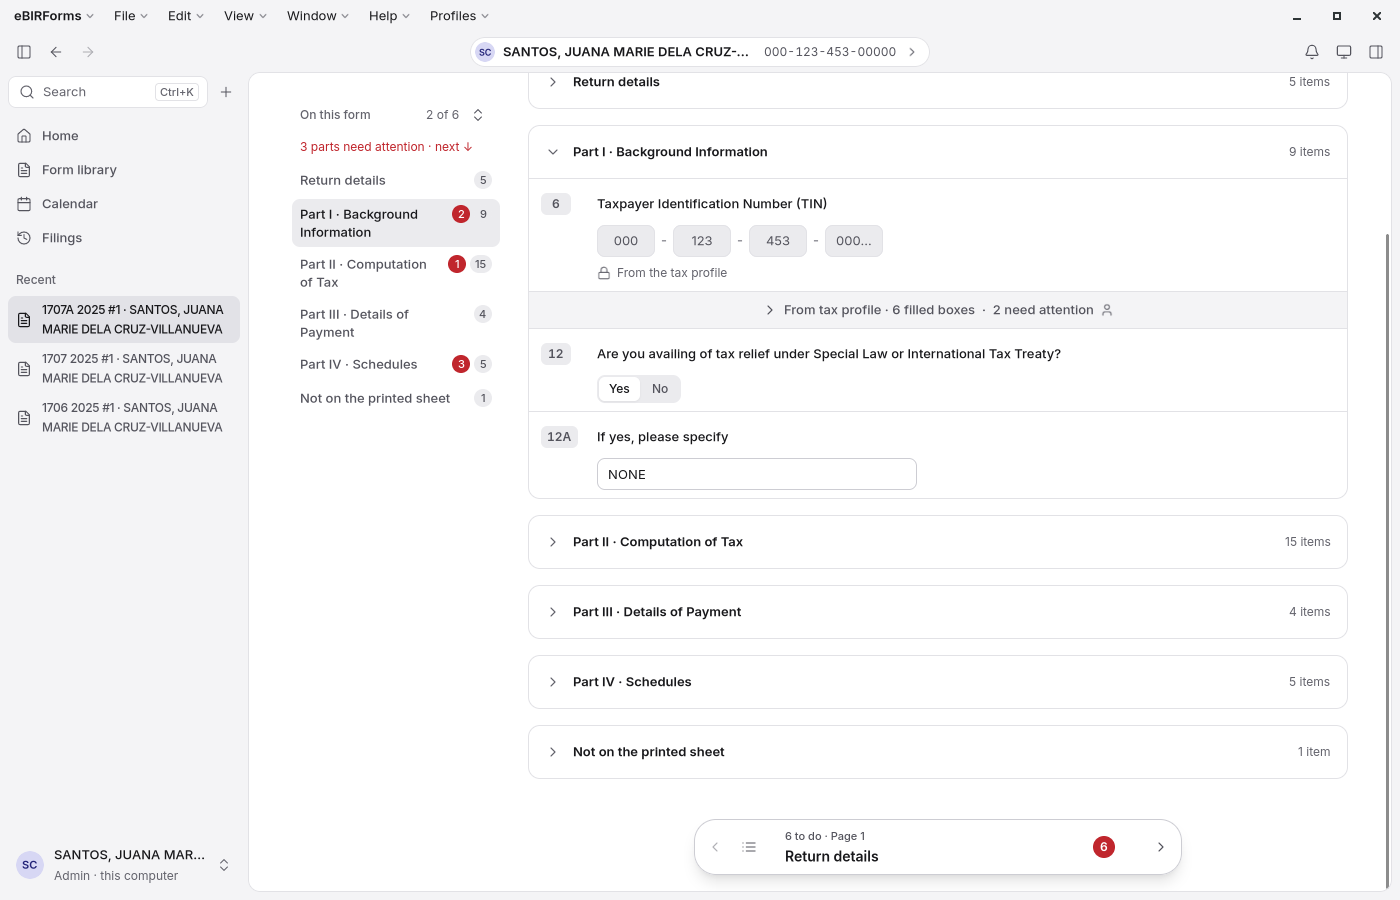 eBIRForms File Edit View Window Help Profiles
SC SANTOS, JUANA MARIE DELA CRUZ-... 000-123-453-00000
Search Ctrl+K
Home
Form library
Calendar
Filings
Recent
1707A 2025 #1 · SANTOS, JUANA
MARIE DELA CRUZ-VILLANUEVA
1707 2025 #1 · SANTOS, JUANA
MARIE DELA CRUZ-VILLANUEVA
1706 2025 #1 · SANTOS, JUANA
MARIE DELA CRUZ-VILLANUEVA
SC SANTOS, JUANA MAR...
Admin · this computer
On this form 2 of 6
3 parts need attention · next ↓
Return details 5
Part I · Background 2 9
Information
Part II · Computation 1 15
of Tax
Part III · Details of 4
Payment
Part IV · Schedules 3 5
Not on the printed sheet 1
Return details 5 items
Part I · Background Information 9 items
6 Taxpayer Identification Number (TIN)
000 - 123 - 453 - 000...
From the tax profile
From tax profile · 6 filled boxes · 2 need attention
12 Are you availing of tax relief under Special Law or International Tax Treaty?
Yes No
12A If yes, please specify
NONE
Part II · Computation of Tax 15 items
Part III · Details of Payment 4 items
Part IV · Schedules 5 items
Not on the printed sheet 1 item
6 to do · Page 1
Return details 6